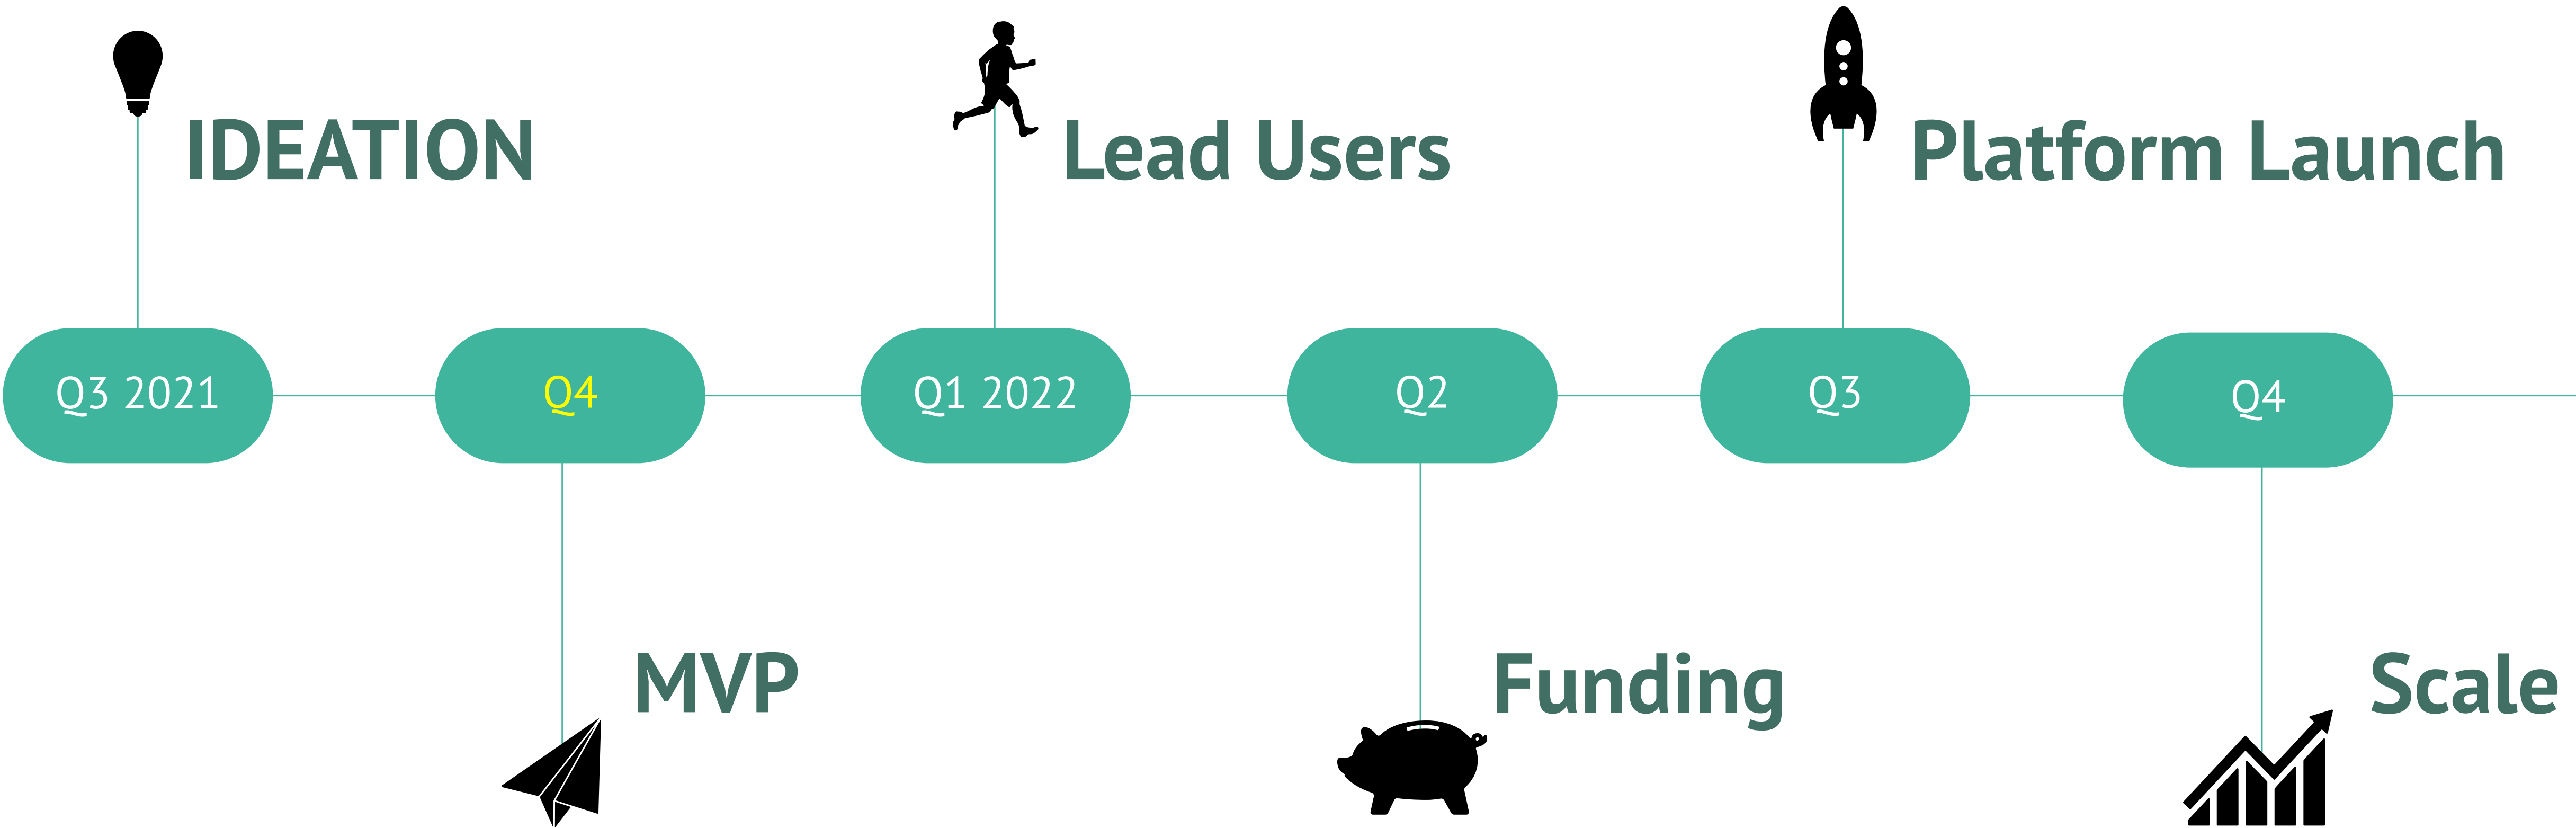 IDEATION
Lead Users
Platform Launch
Q3 2021
Q4
Q1 2022
Q2
Q3
Q4
MVP
Funding
Scale